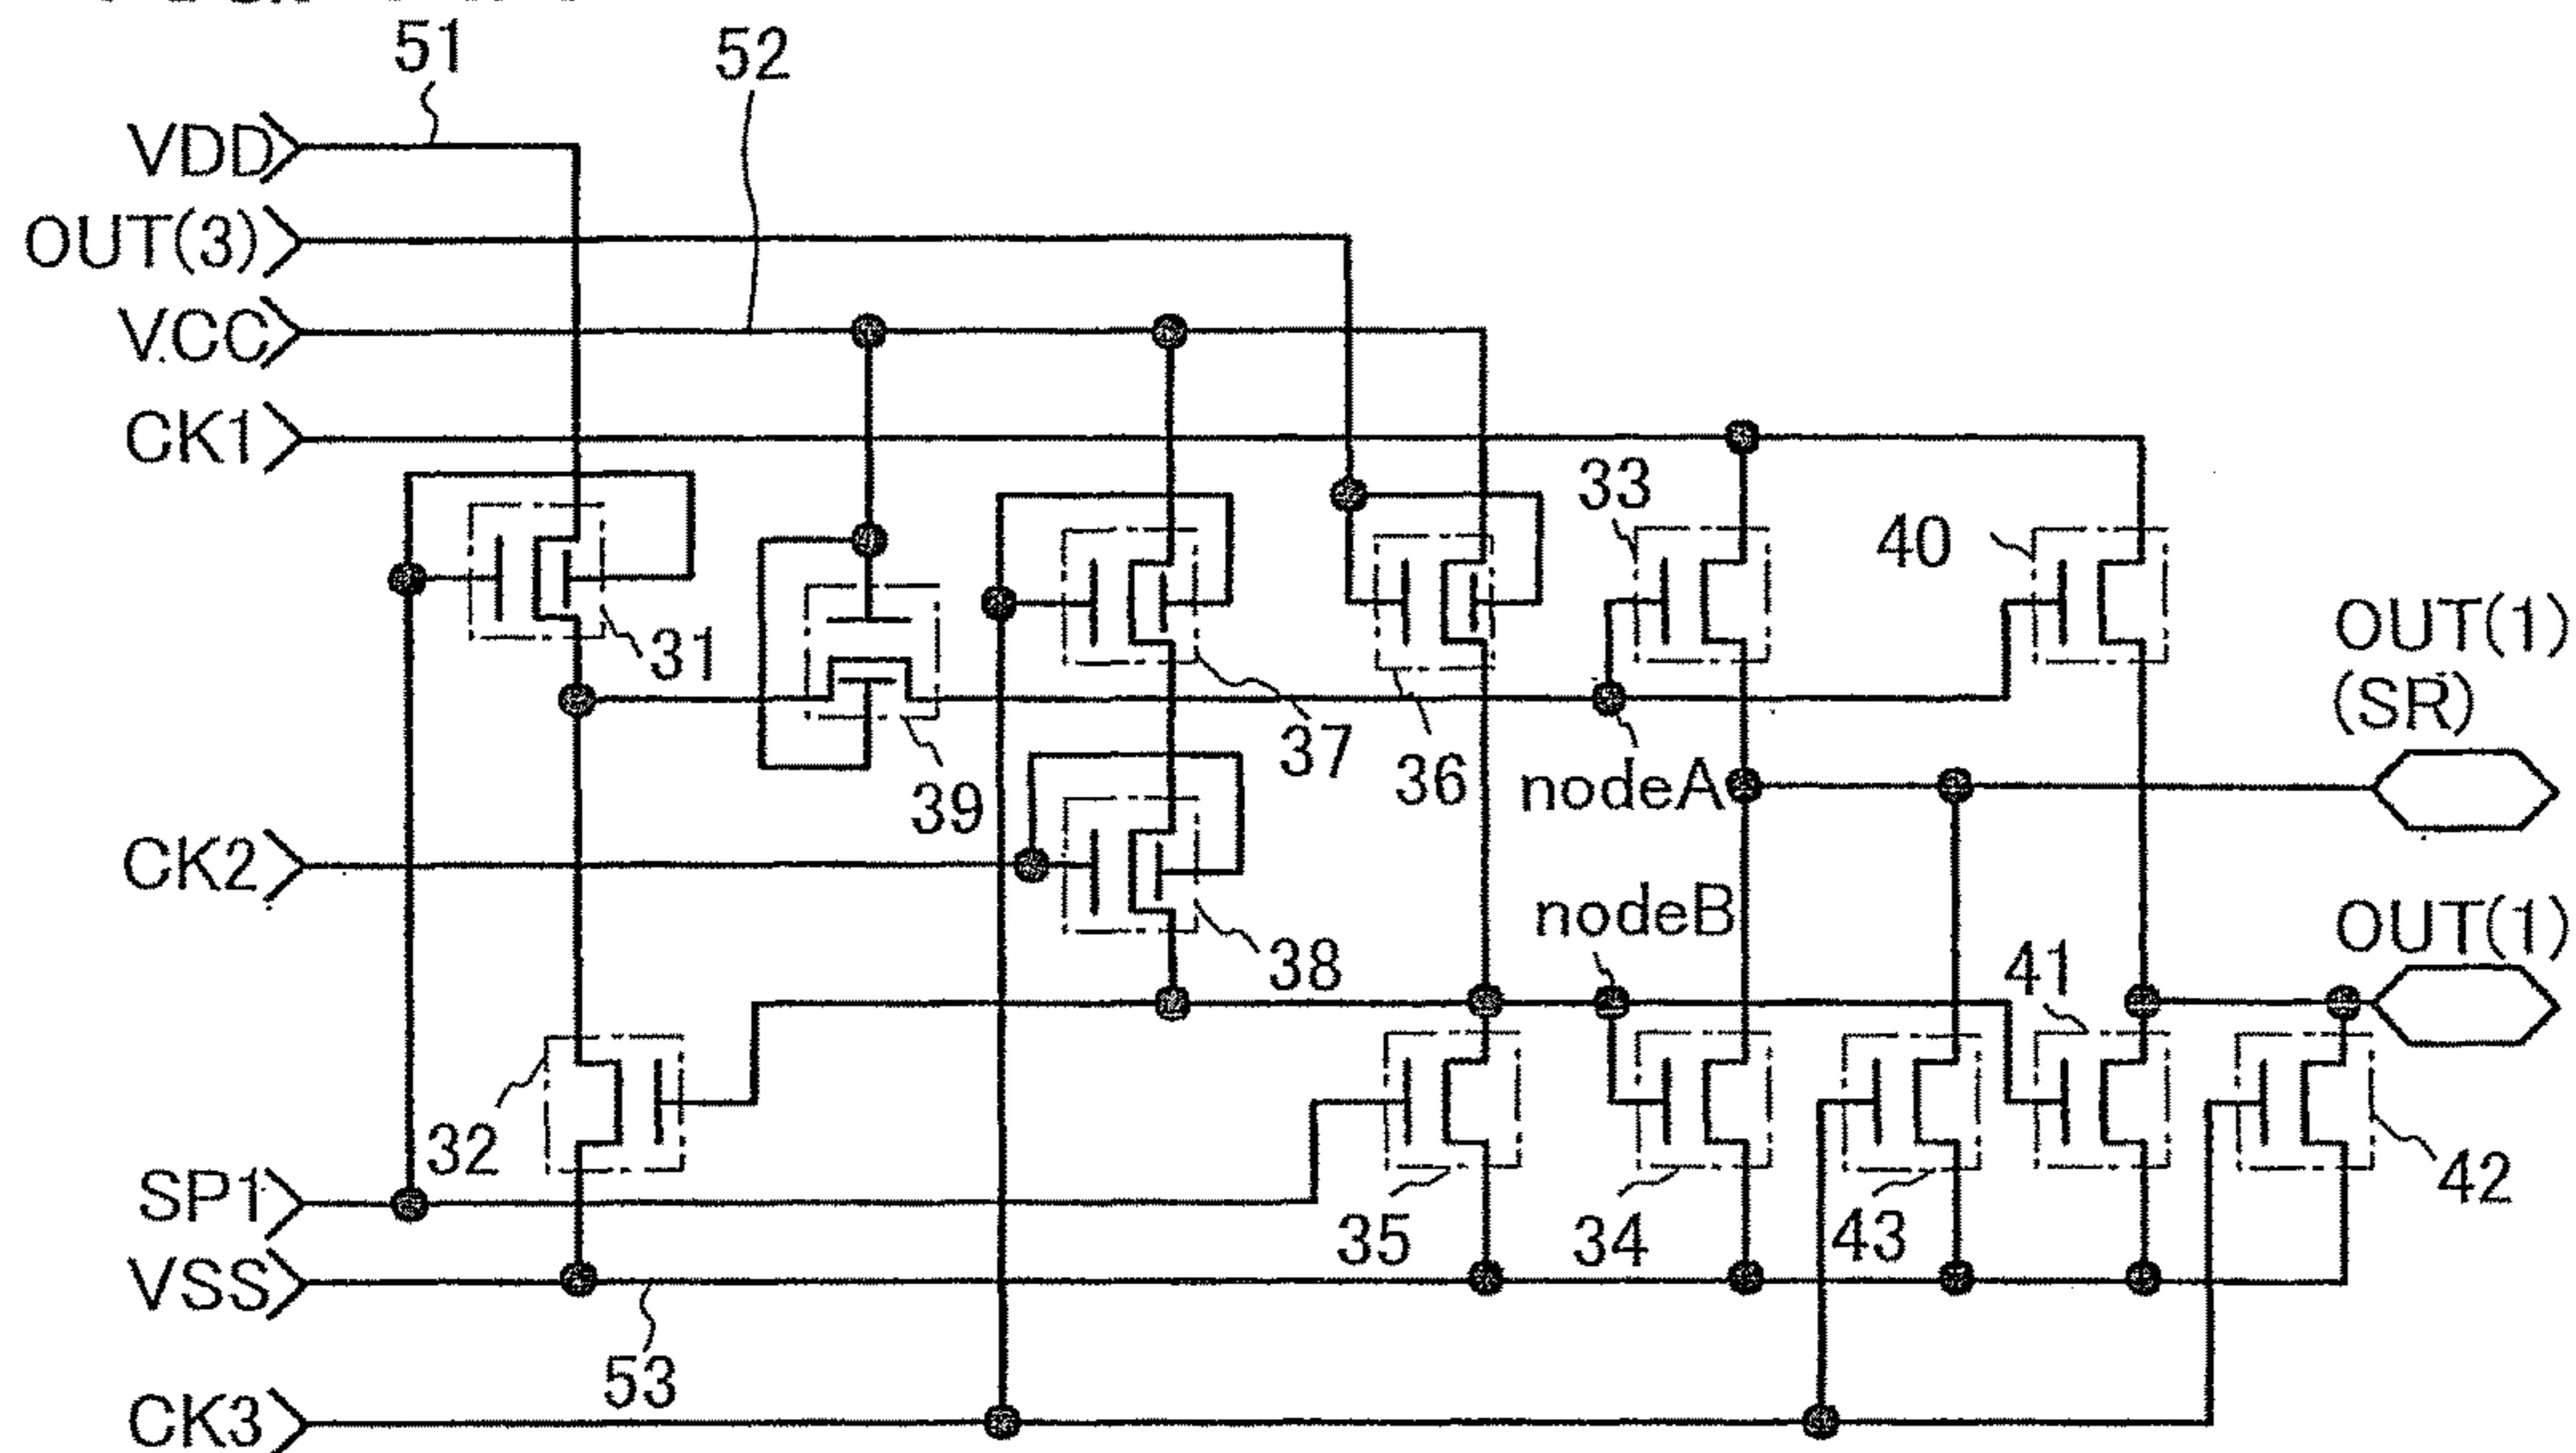 51
52
VDD
OUT(3)
V.CC
CK1
33
40
31
OUT(1)
(SR)
37
36
39
nodeA
CK2
nodeB
38
41
OUT(1)
32
SP1
42
35
34
43
VSS
53
CK3